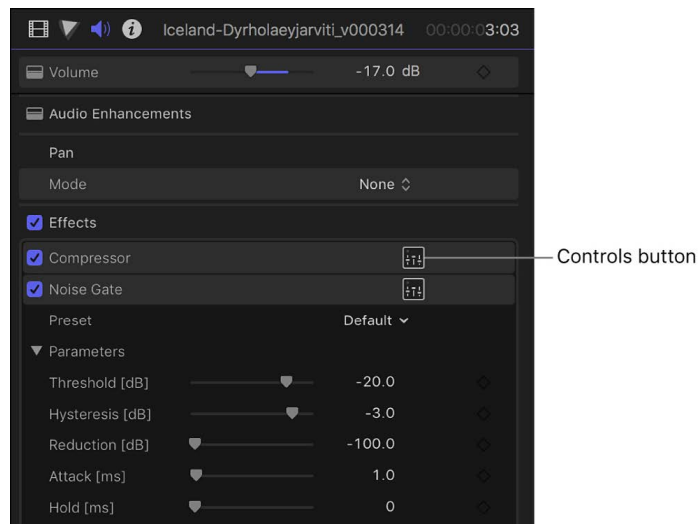 Iceland-Dyrholaeyjarviti_v000314 00:00:03:03
Volume -17.0 dB
Audio Enhancements
Pan
Mode None
Effects
Compressor
Controls button
Noise Gate
Preset Default
Parameters
Threshold [dB] -20.0
Hysteresis [dB] -3.0
Reduction [dB] -100.0
Attack [ms] 1.0
Hold [ms] 0